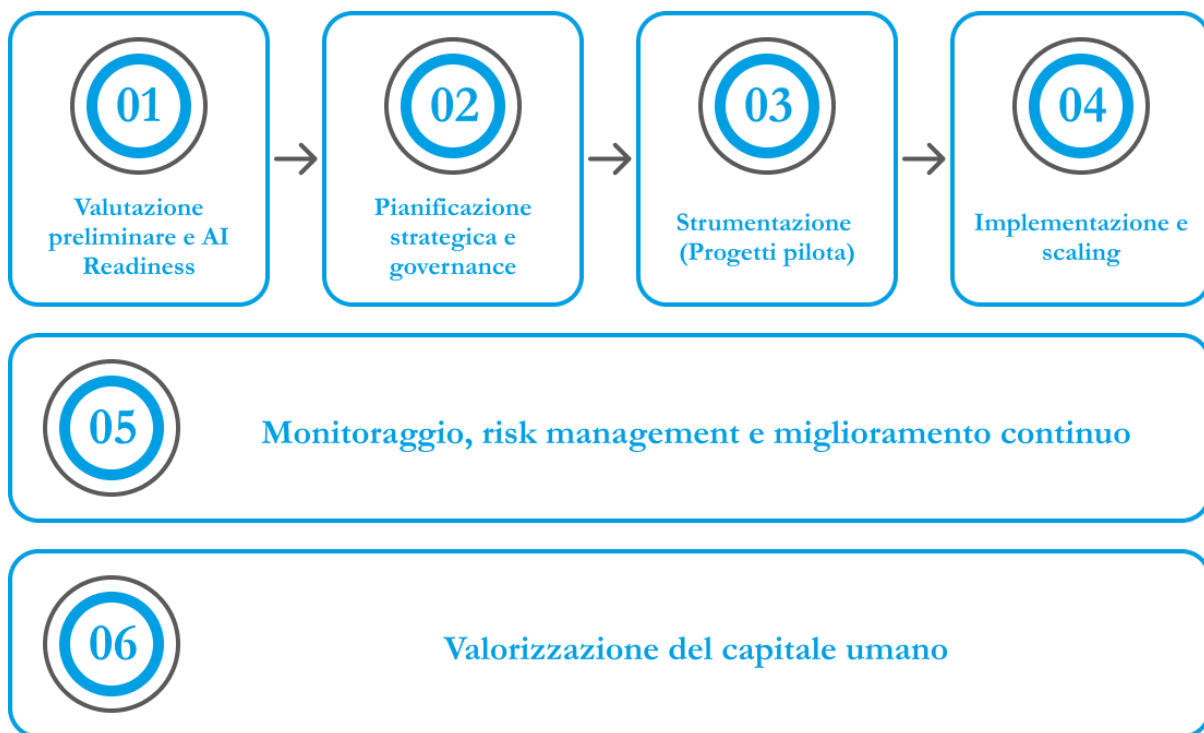 01
Valutazione
preliminare e AI
Readiness
02
Pianificazione
strategica e
governance
03
Strumentazione
(Progetti pilota)
04
Implementazione e
scaling
05
Monitoraggio, risk management e miglioramento continuo
06
Valorizzazione del capitale umano